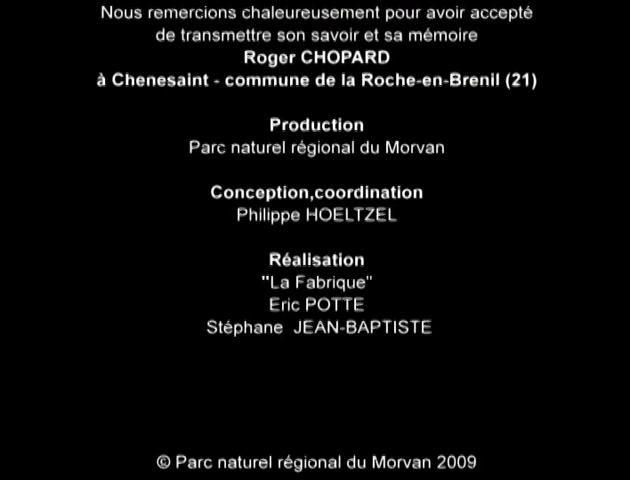 Nous remercions chaleureusement pour avoir accepté
de transmettre son savoir et sa mémoire
Roger CHOPARD
à Chenesaint - commune de la Roche-en-Brenil (21)
Production
Parc naturel régional du Morvan
Conception,coordination
Philippe HOELTZEL
Réalisation
"La Fabrique"
Eric POTTE
Stéphane JEAN-BAPTISTE
© Parc naturel régional du Morvan 2009